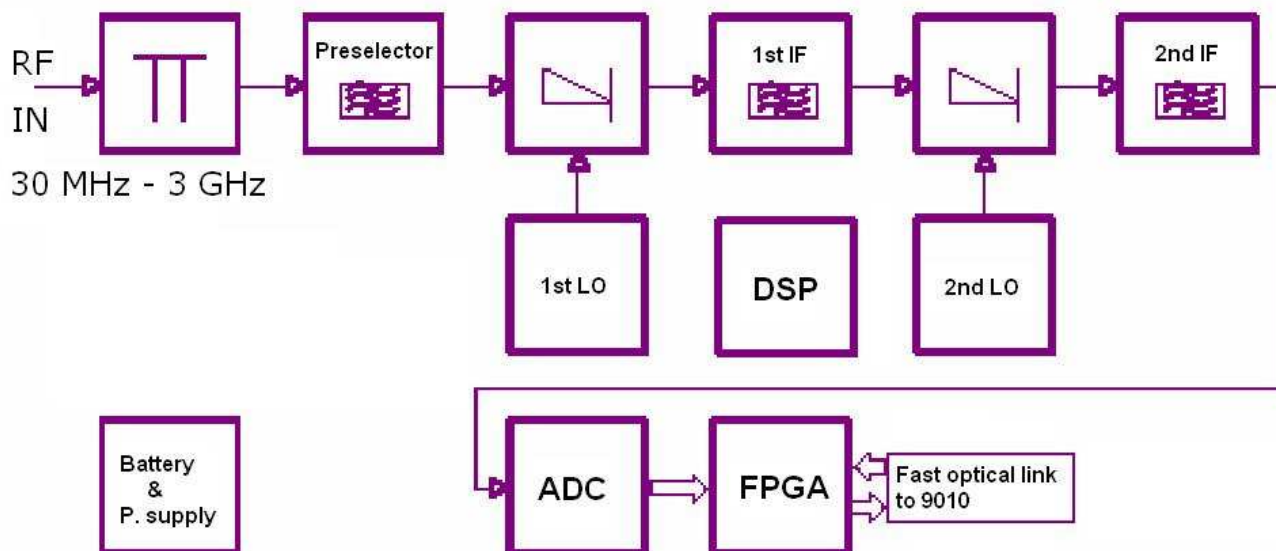 RF
IN
30 MHz - 3 GHz
Preselector
1st IF
2nd IF
1st LO
DSP
2nd LO
Battery
&
P. supply
ADC
FPGA
Fast optical link
to 9010